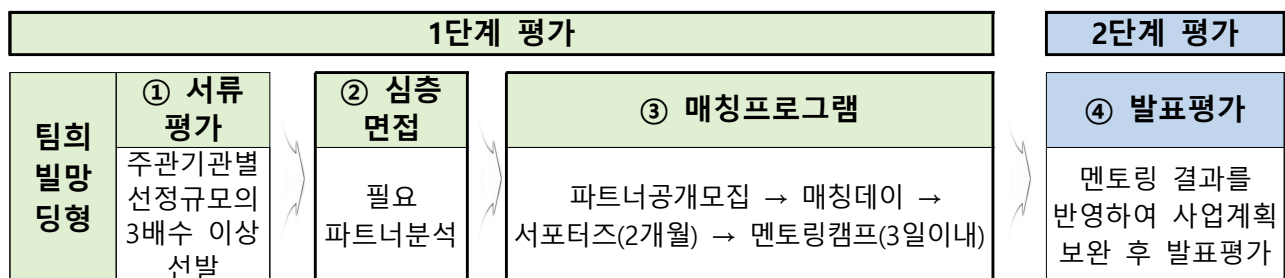 1단계 평가
2단계 평가
팀희
빌망
딩형
① 서류
평가
주관기관별
선정규모의
3배수 이상
선발
② 심층
면접
필요
파트너분석
③ 매칭프로그램
파트너공개모집 → 매칭데이 →
서포터즈(2개월) → 멘토링캠프(3일이내)
④ 발표평가
멘토링 결과를
반영하여 사업계획
보완 후 발표평가